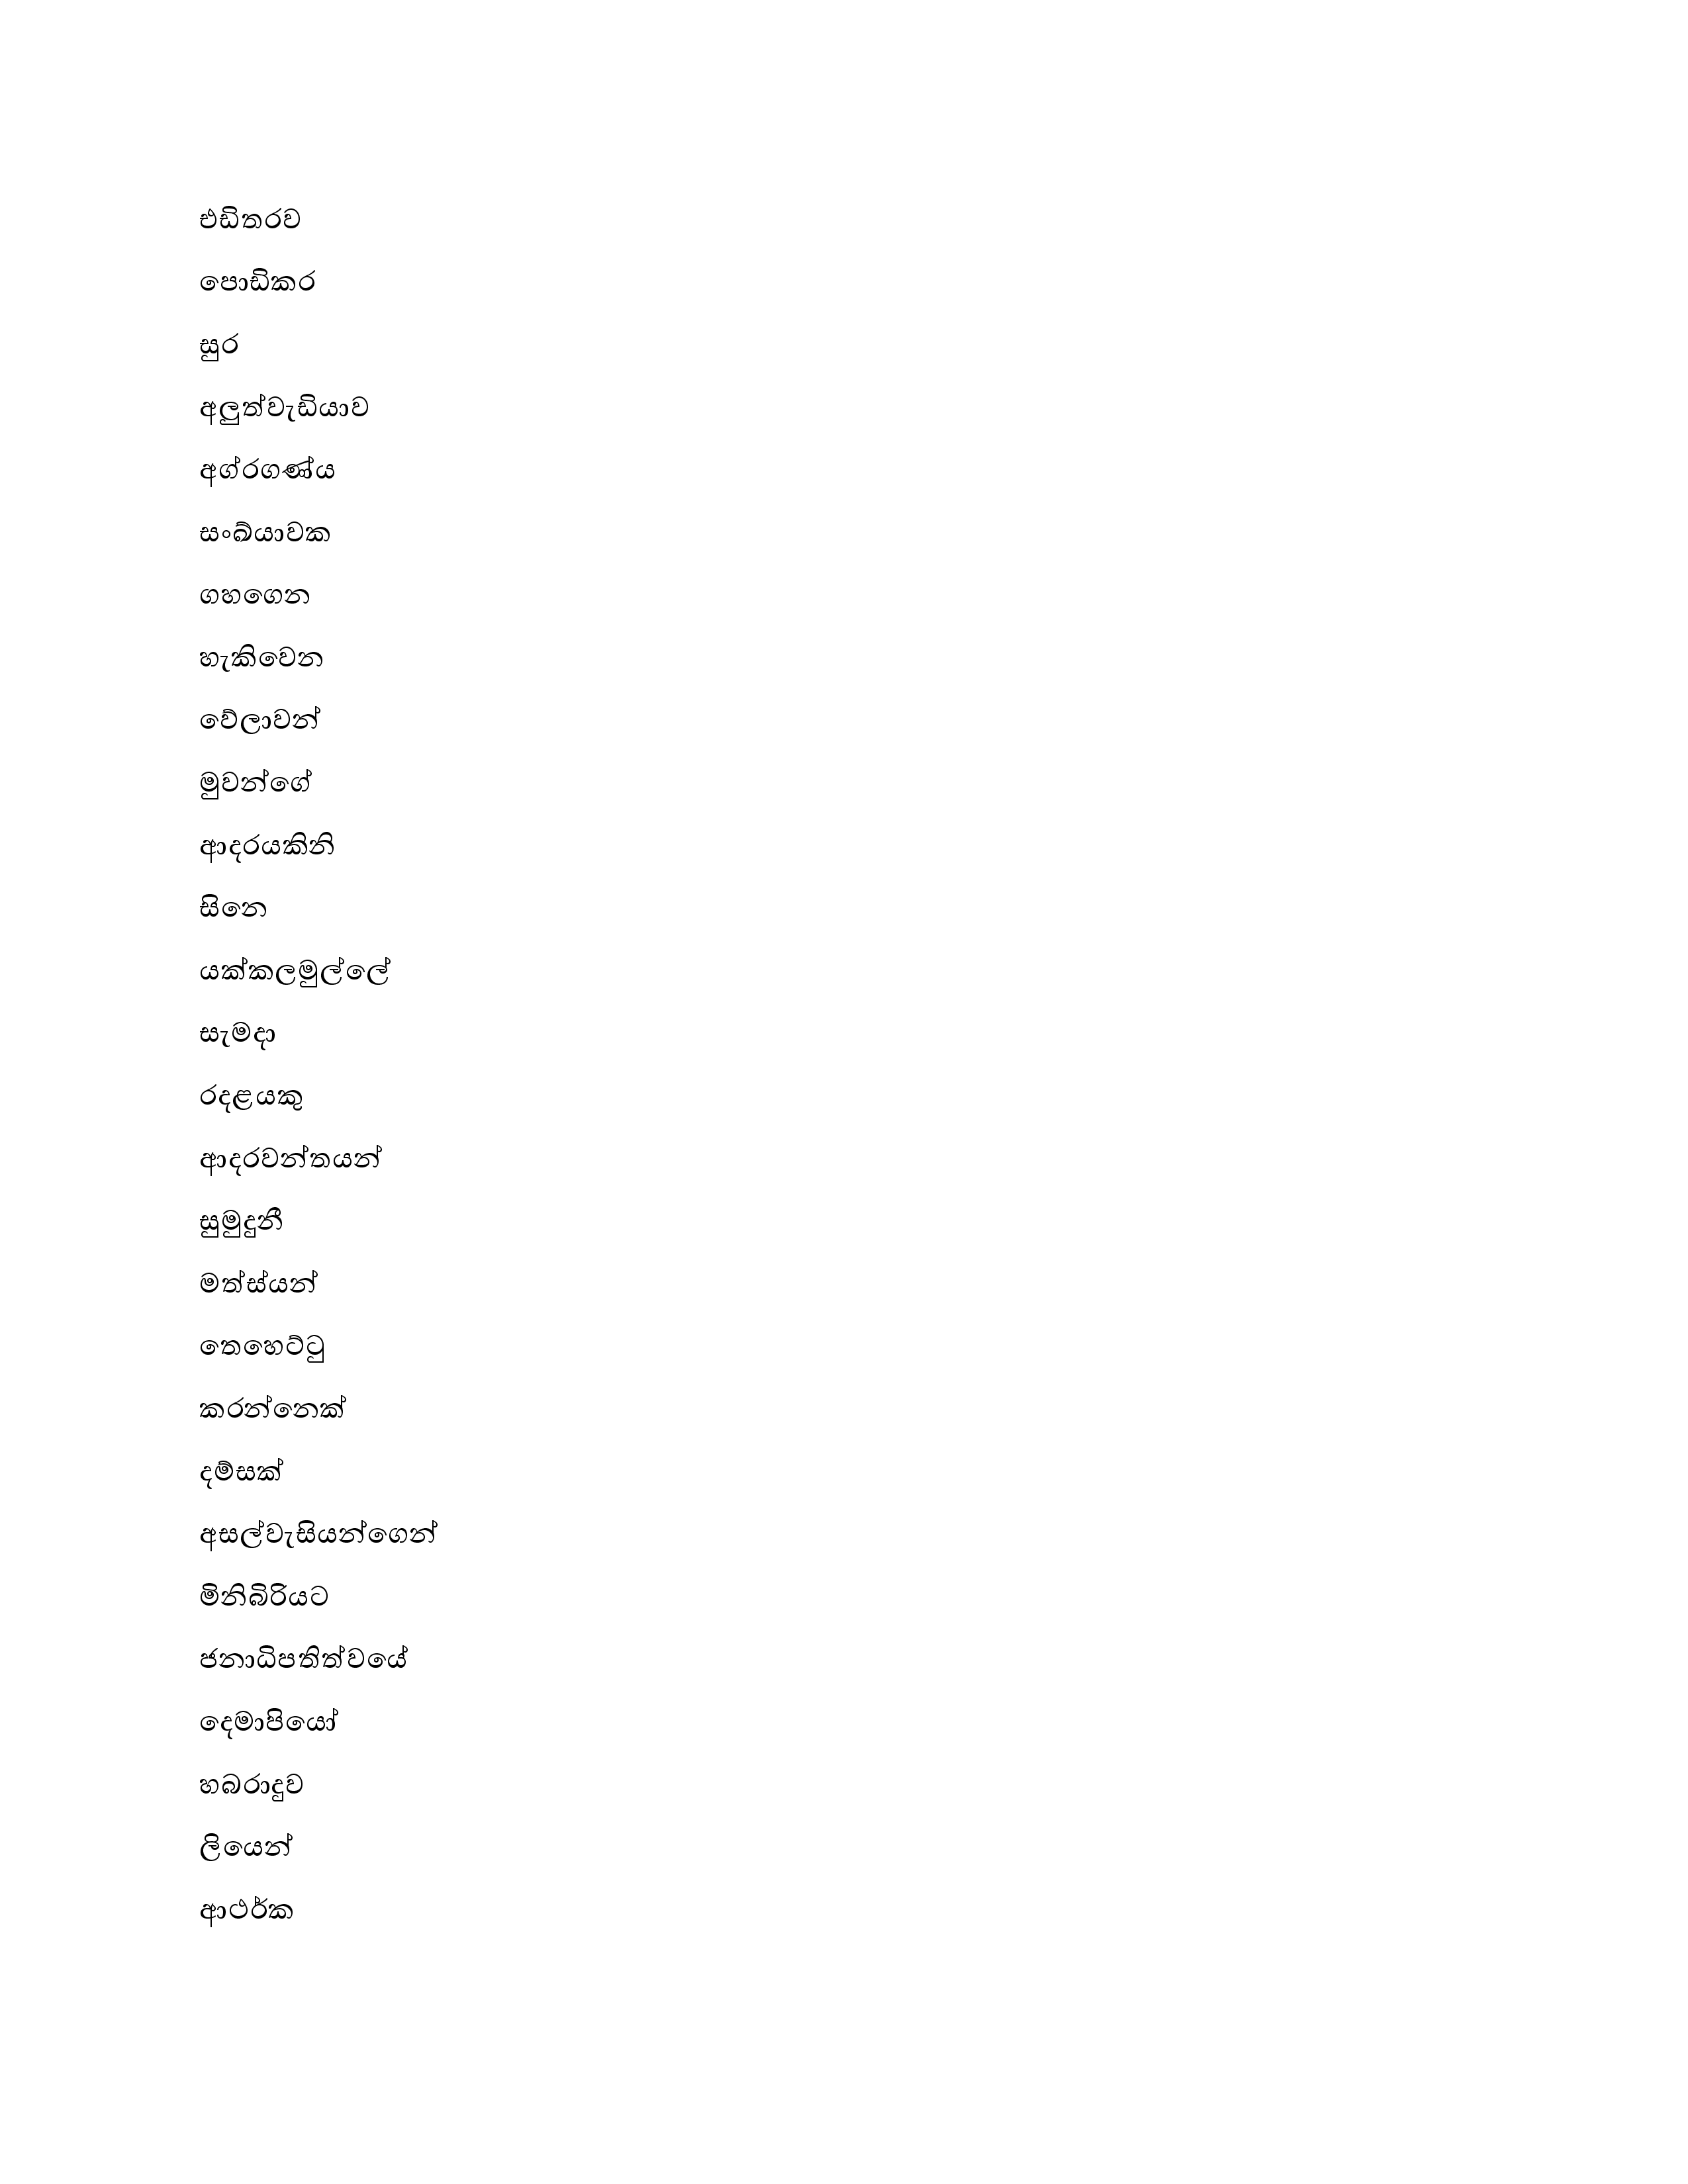 එඩිතරව
පොඩිකර
සුර
අලුත්වැඩියාව
අග්රගණ්ය
සංඛ්යාවක
ගහගෙන
හැකිවෙන
වේලාවන්
මුවන්ගේ
ආදරයකිනි
සිනෙ
යක්කලමුල්ලේ
සැමදා
රදළයකු
ආදරවන්තයන්
සුමුදුනී
මත්ස්යන්
තෙහෙට්ටු
කරන්නෙක්
දම්සක්
අසල්වැසියන්ගෙන්
මිනිබිරියට
ජනාධිපතිත්වයේ
දෙමාපියෝ
හබරාදුව
ලියෙන්
ආථර්ක